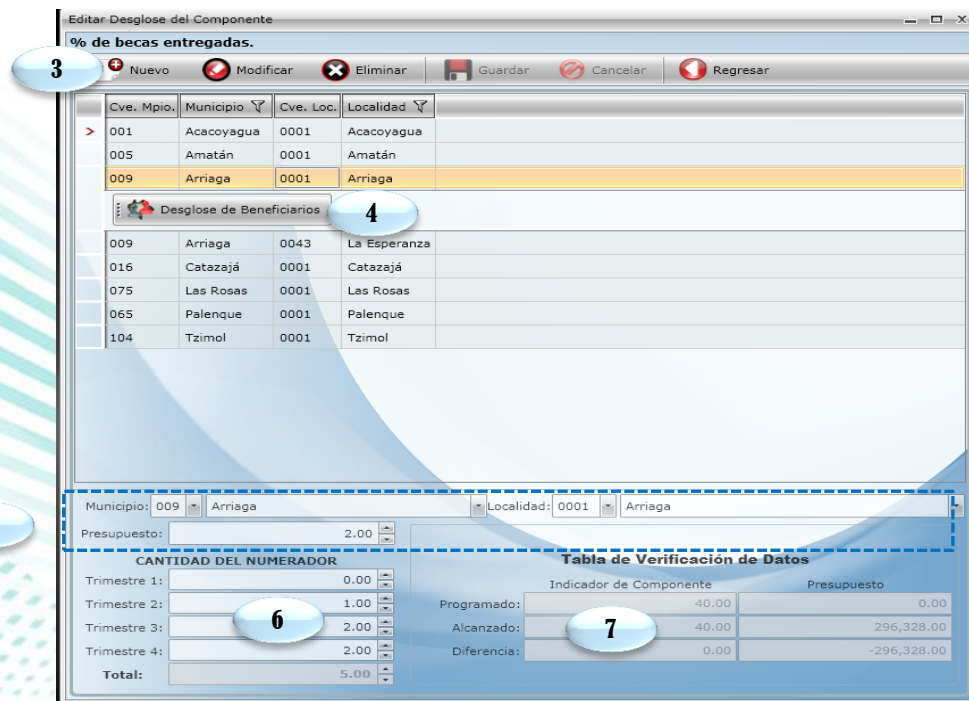 Editar Desglose del Componente
% de becas entregadas.
3 Nuevo Modificar Eliminar Guardar Cancelar Regresar
Cve. Mpio. Municipio Cve. Loc. Localidad
> 001 Acacoyagua 0001 Acacoyagua
005 Amatán 0001 Amatán
009 Arriaga 0001 Arriaga
Desglose de Beneficiarios 4
009 Arriaga 0043 La Esperanza
016 Catazajá 0001 Catazajá
075 Las Rosas 0001 Las Rosas
065 Palenque 0001 Palenque
104 Tzimol 0001 Tzimol
Municipio: 009 Arriaga Localidad: 0001 Arriaga
Presupuesto: 2.00
CANTIDAD DEL NUMERADOR
Trimestre 1: 0.00
Trimestre 2: 1.00
Trimestre 3: 2.00
Trimestre 4: 2.00
Total: 5.00
6
Tabla de Verificación de Datos
Indicador de Componente Presupuesto
Programado: 40.00 0.00
Alcanzado: 40.00 296,328.00
Diferencia: 0.00 -296,328.00
7